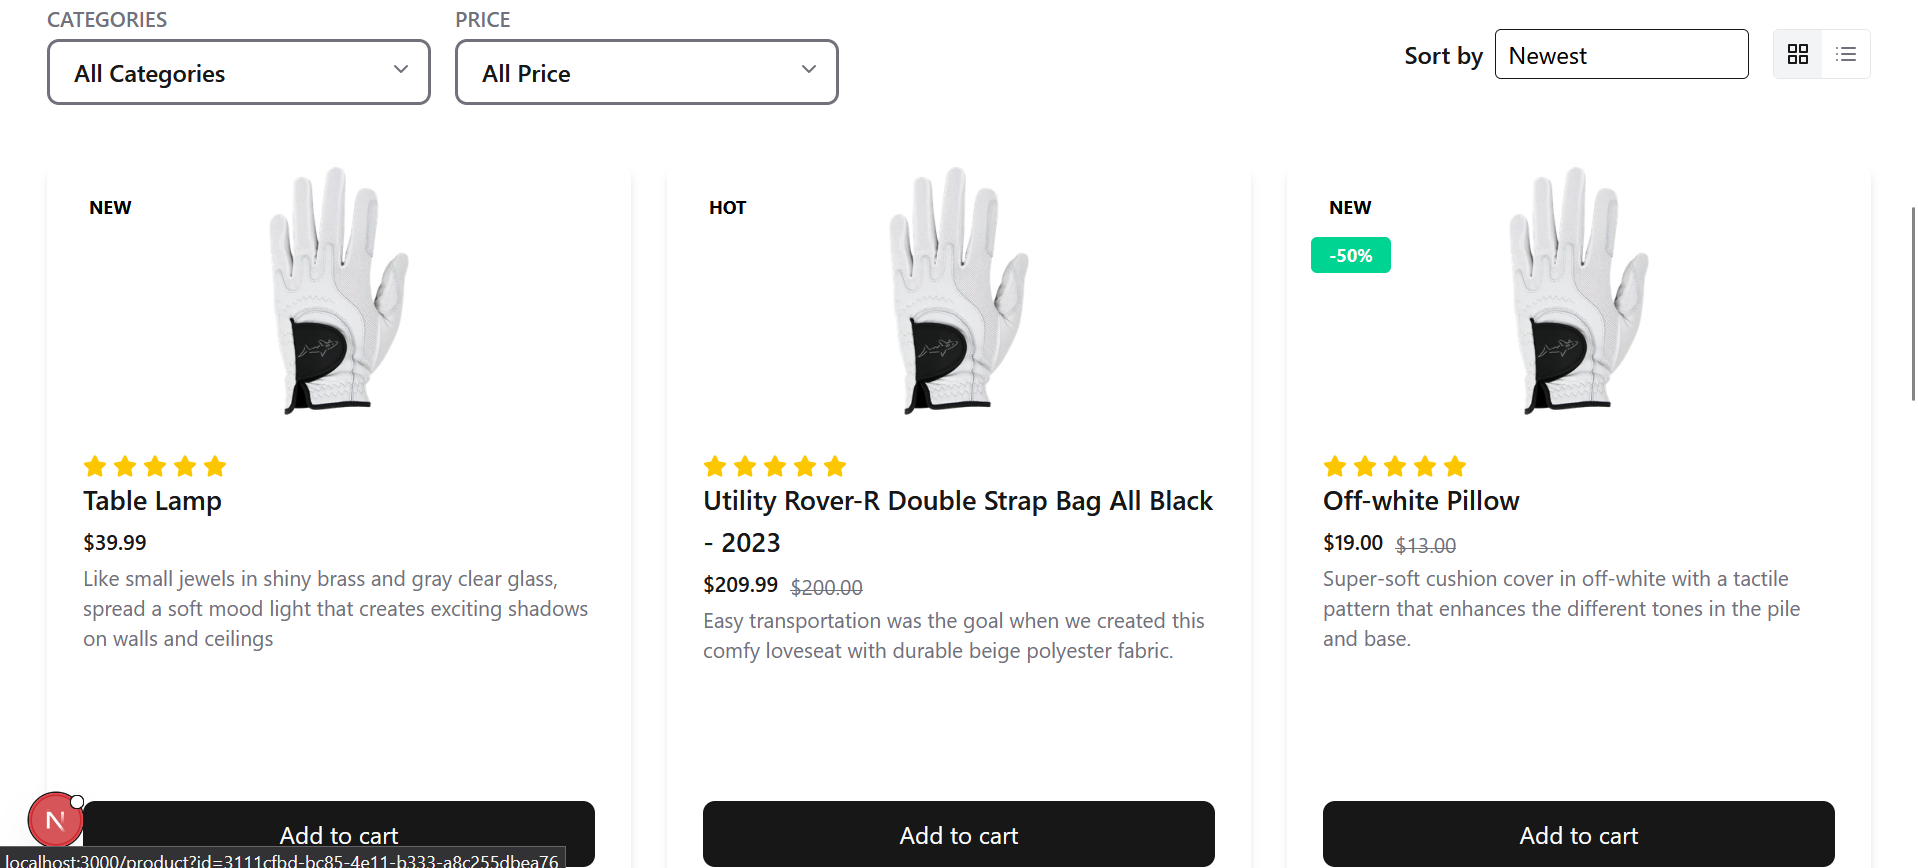 CATEGORIES
All Categories
PRICE
All Price
Sort by
Newest
NEW
Table Lamp
$39.99
Like small jewels in shiny brass and gray clear glass,
spread a soft mood light that creates exciting shadows
on walls and ceilings
Add to cart
HOT
Utility Rover-R Double Strap Bag All Black
- 2023
$209.99 $200.00
Easy transportation was the goal when we created this
comfy loveseat with durable beige polyester fabric.
Add to cart
NEW
-50%
Off-white Pillow
$19.00 $13.00
Super-soft cushion cover in off-white with a tactile
pattern that enhances the different tones in the pile
and base.
Add to cart
N
localhost:3000/product?id=3111cfbd-bc85-4e11-b333-a8c255dbea76